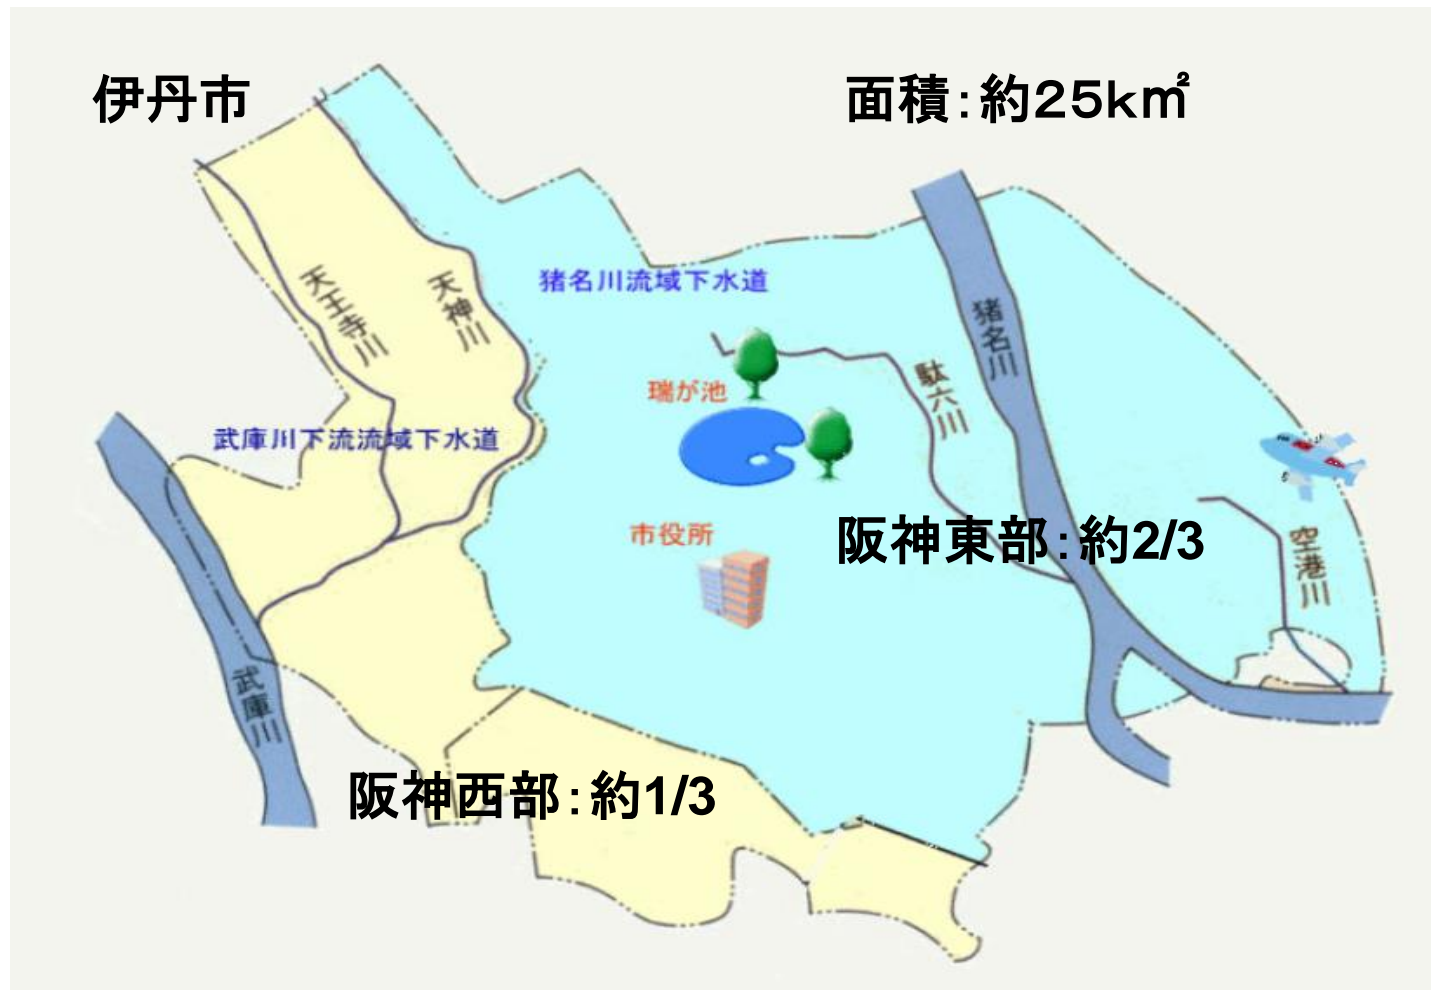 伊丹市
面積：約25k㎡
猪名川流域下水道
天王寺川
天神川
猪名川
瑞が池
駄六川
武庫川下流流域下水道
市役所
阪神東部：約2/3
空港川
武庫川
阪神西部：約1/3